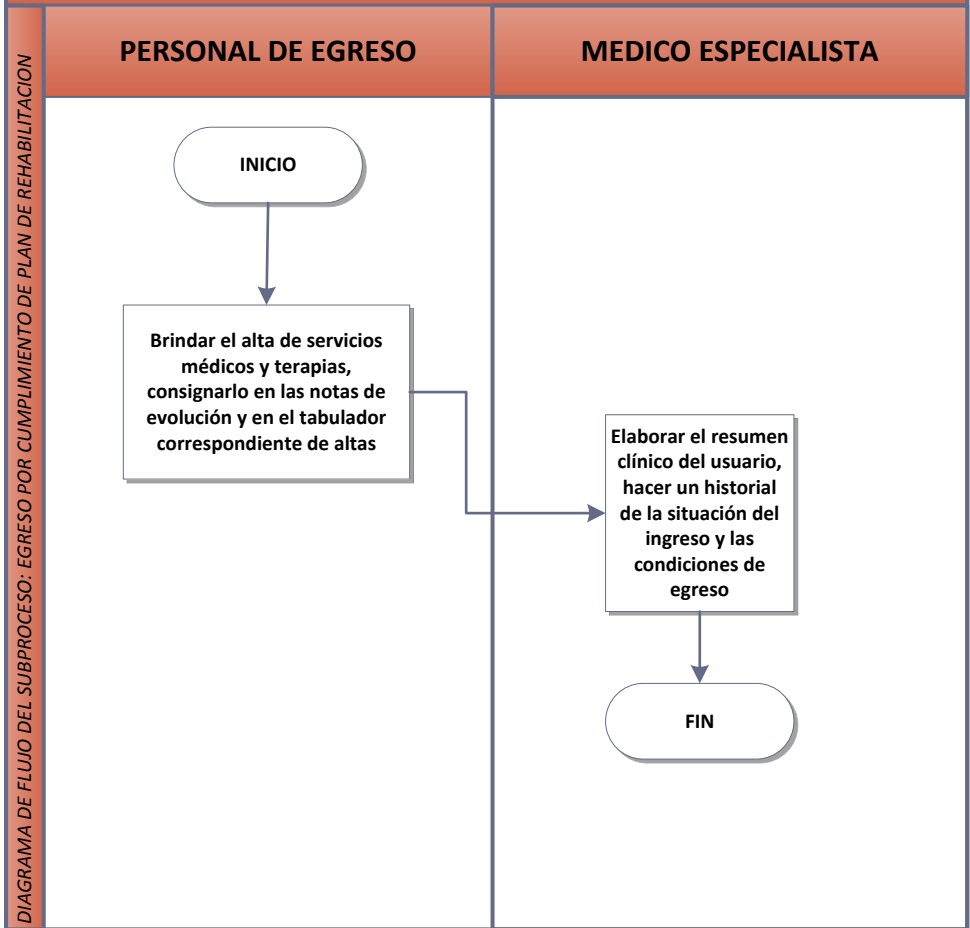 DIAGRAMA DE FLUJO DEL SUBPROCESO: EGRESO POR CUMPLIMIENTO DE PLAN DE REHABILITACION
PERSONAL DE EGRESO
MEDICO ESPECIALISTA
INICIO
Brindar el alta de servicios
médicos y terapias,
consignarlo en las notas de
evolución y en el tabulador
correspondiente de altas
Elaborar el resumen
clínico del usuario,
hacer un historial
de la situación del
ingreso y las
condiciones de
egreso
FIN